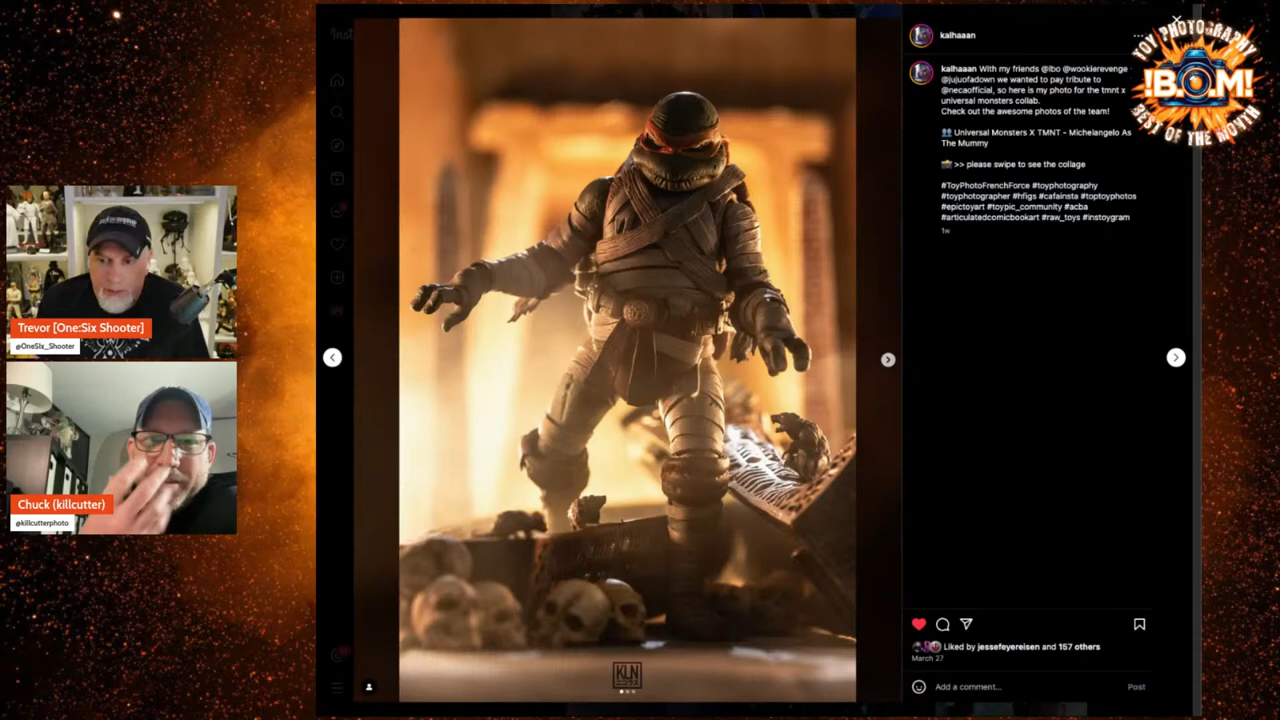 Trevor [One:Six Shooter]
@OneSix_Shooter
Chuck (killcutter)
@killcutterphoto
Inst
KLN
kalhaaan
kalhaaan With my friends @lbo @wookierevenge
@jujuofadown we wanted to pay tribute to
@necaofficial, so here is my photo for the tmnt x
universal monsters collab.
Check out the awesome photos of the team!
👥 Universal Monsters X TMNT - Michelangelo As
The Mummy
📸 >> please swipe to see the collage
#ToyPhotoFrenchForce #toyphotography
#toyphotographer #hfigs #cafainsta #toptoyphotos
#epictoyart #toypic_community #acba
#articulatedcomicbookart #raw_toys #instoygram
1w
Liked by jessefeyereisen and 157 others
March 27
Add a comment...
Post
TOY PHOTOGRAPHY
!B.O.M!
BEST OF THE MONTH